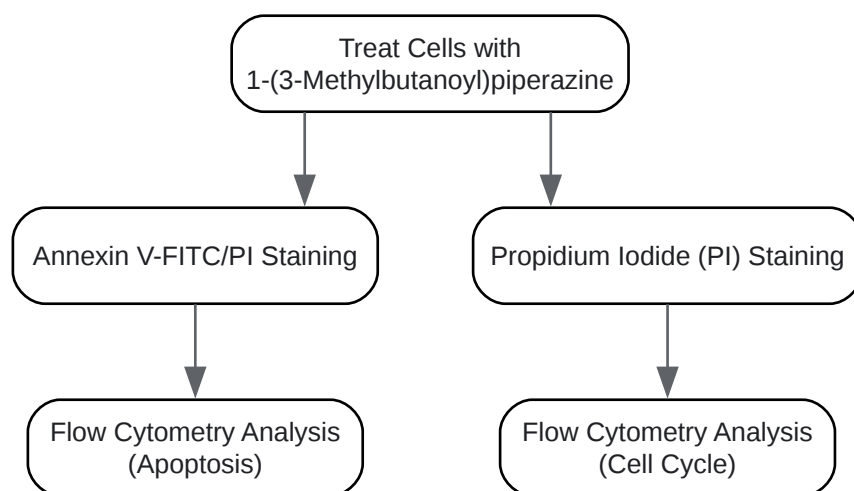 Treat Cells with
1-(3-Methylbutanoyl)piperazine
Annexin V-FITC/PI Staining
Propidium Iodide (PI) Staining
Flow Cytometry Analysis
(Apoptosis)
Flow Cytometry Analysis
(Cell Cycle)